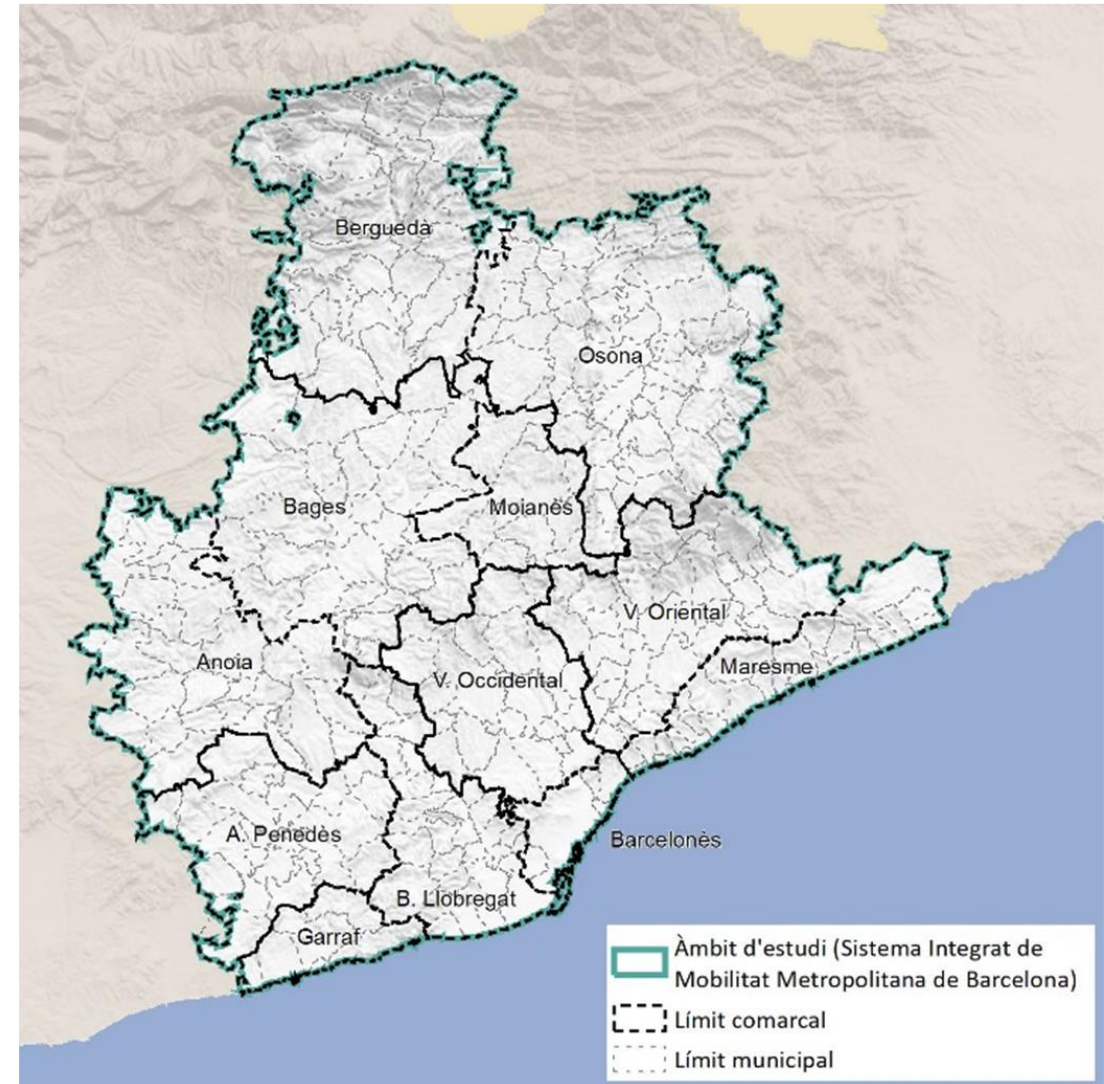 Berguedà
Osona
Bages
Moianès
V. Oriental
Anoia
V. Occidental
Maresme
A. Penedès
Barcelonès
B. Llobregat
Garraf
Àmbit d'estudi (Sistema Integrat de
Mobilitat Metropolitana de Barcelona)
Límit comarcal
Límit municipal